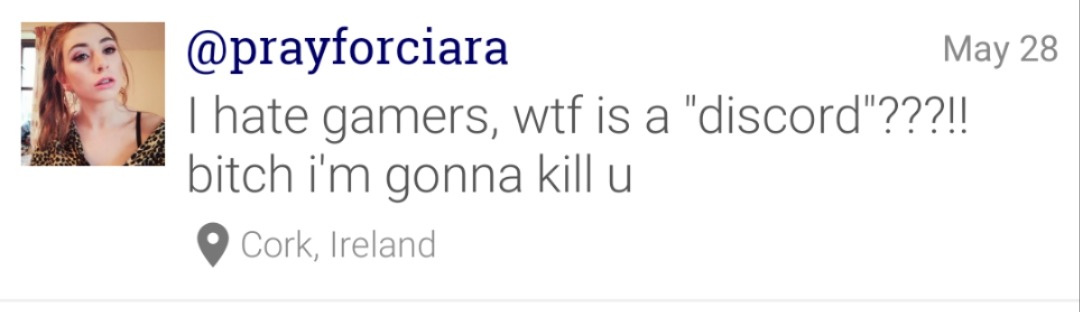 @prayforciara
May 28
I hate gamers, wtf is a "discord"???!!
bitch i'm gonna kill u
Cork, Ireland